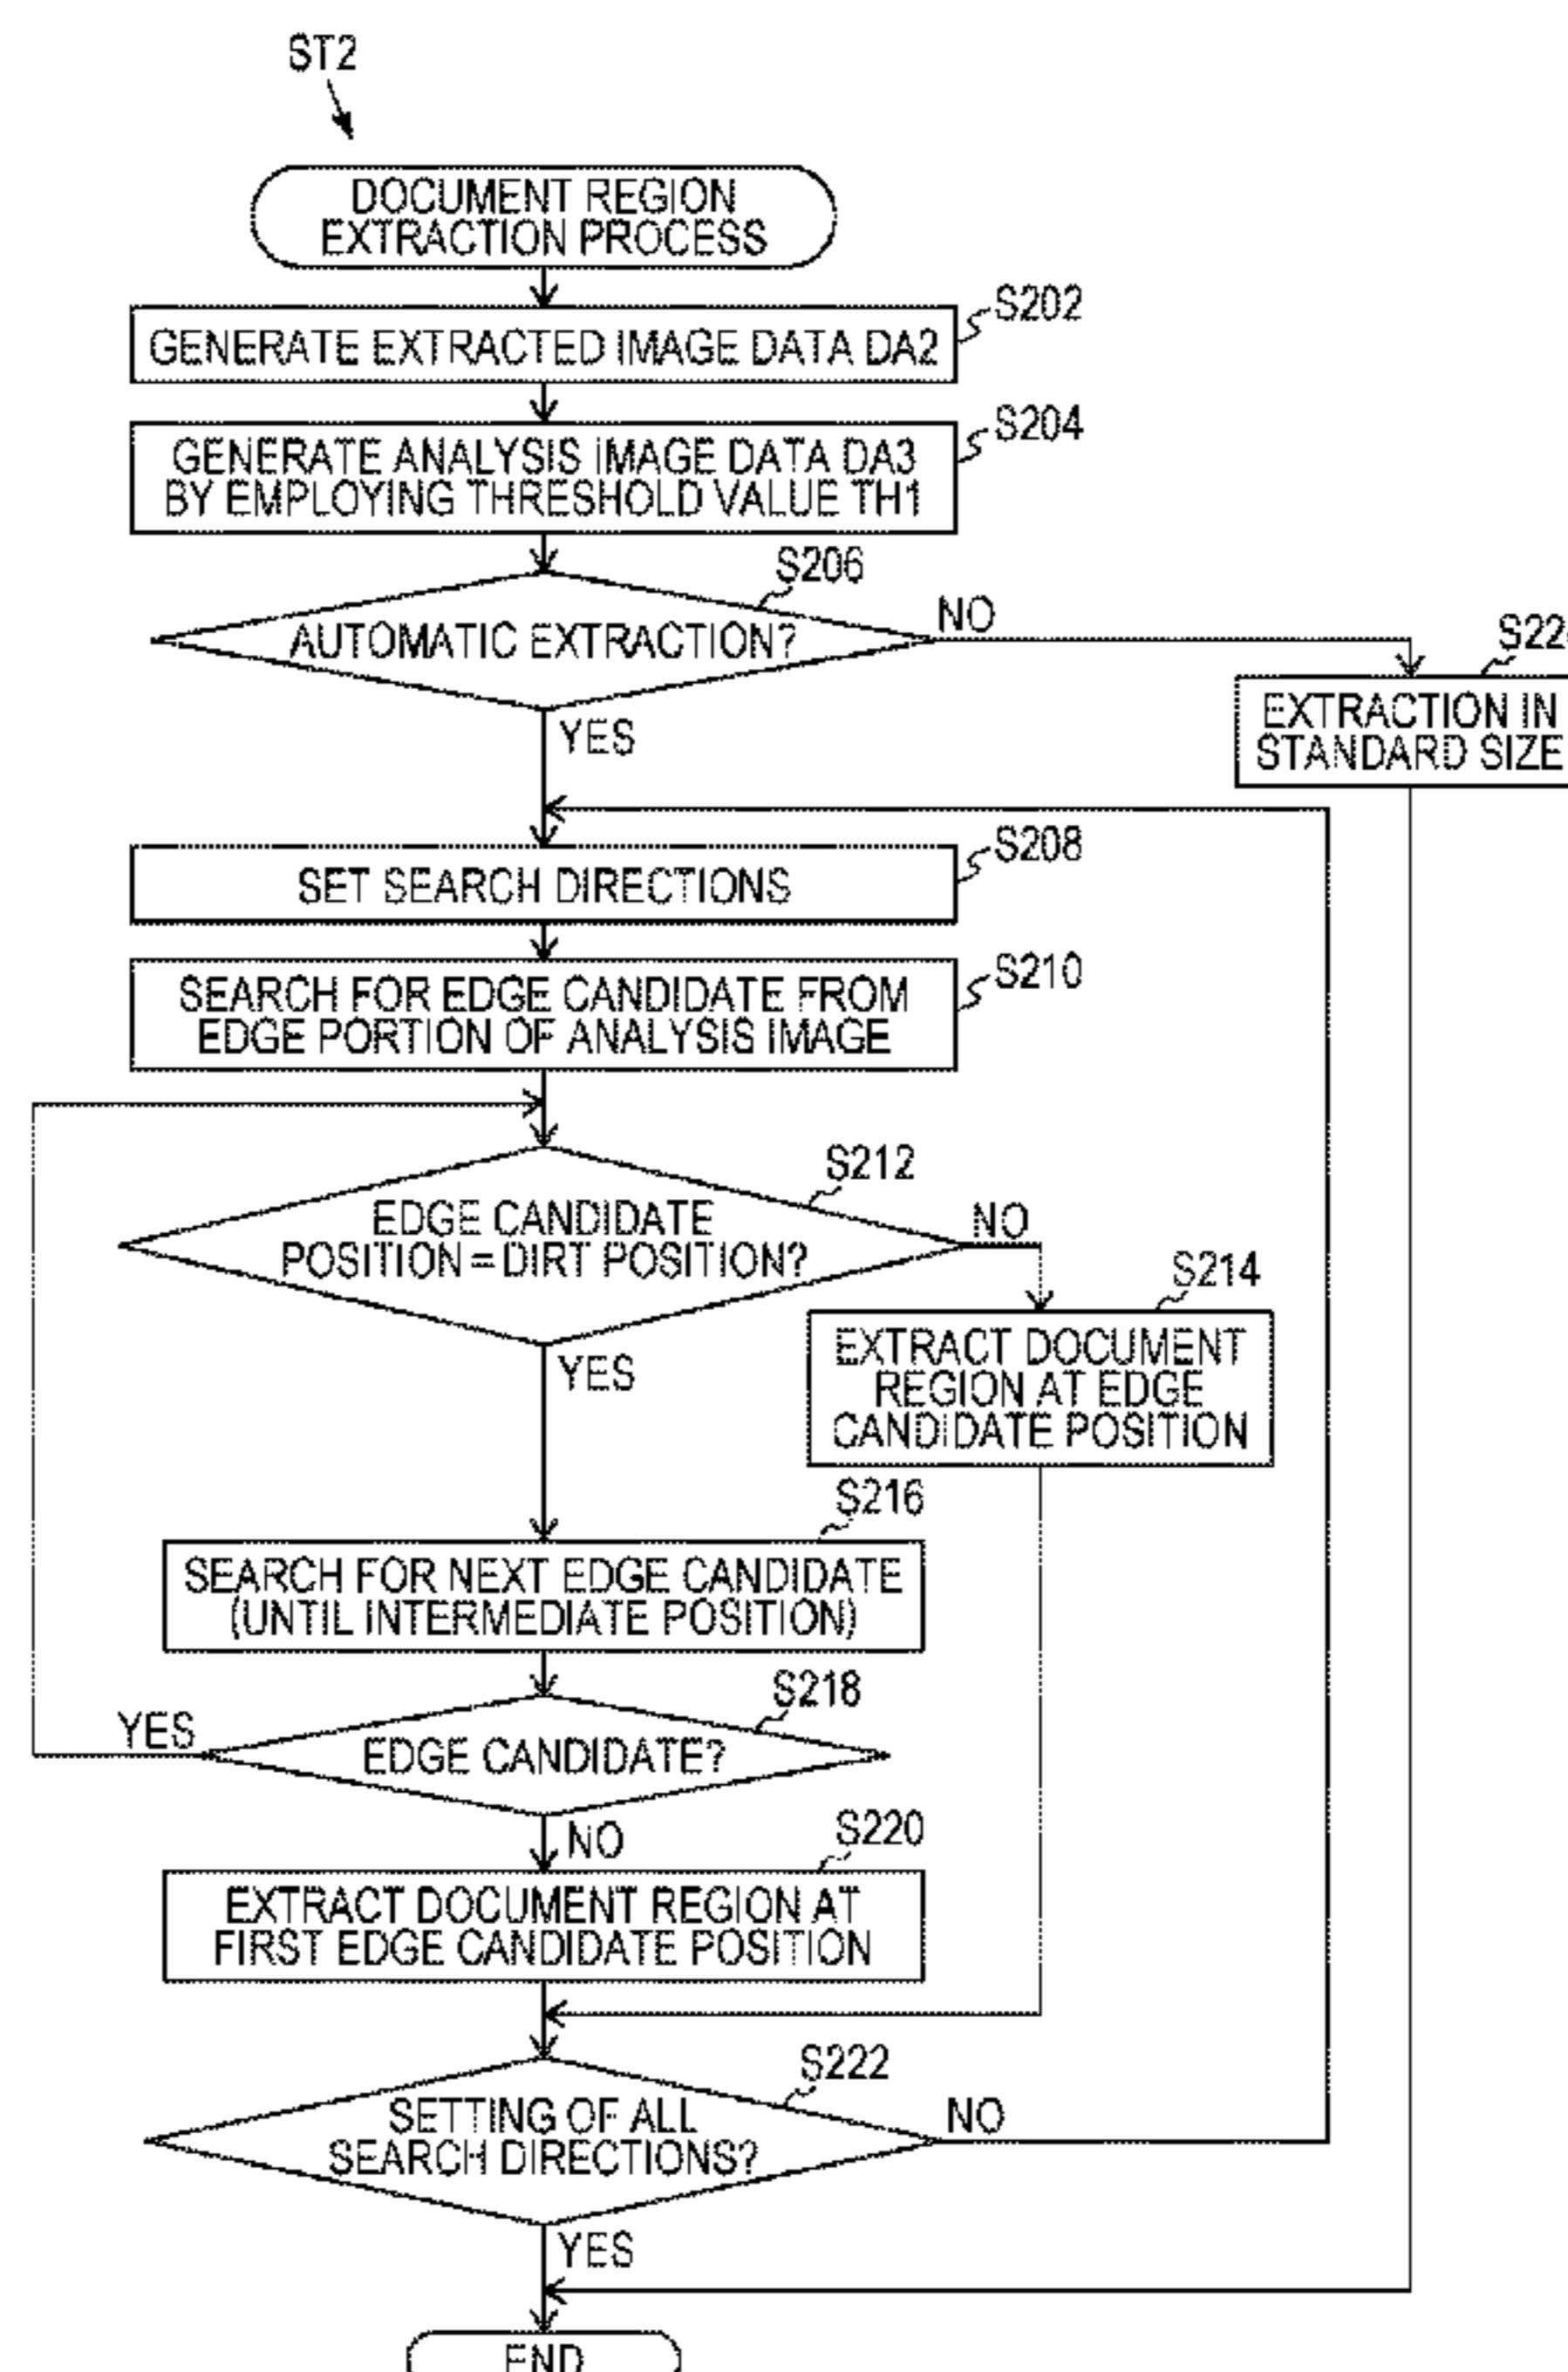 ST2
DOCUMENT REGION
EXTRACTION PROCESS
S202
GENERATE EXTRACTED IMAGE DATA DA2
S204
GENERATE ANALYSIS IMAGE DATA DA3
BY EMPLOYING THRESHOLD VALUE TH1
S206
AUTOMATIC EXTRACTION?
NO
YES
EXTRACTION IN
STANDARD SIZE
S208
SET SEARCH DIRECTIONS
S210
SEARCH FOR EDGE CANDIDATE FROM
EDGE PORTION OF ANALYSIS IMAGE
S212
EDGE CANDIDATE
POSITION = DIRT POSITION?
NO
YES
S214
EXTRACT DOCUMENT
REGION AT EDGE
CANDIDATE POSITION
S216
SEARCH FOR NEXT EDGE CANDIDATE
(UNTIL INTERMEDIATE POSITION)
S218
YES
EDGE CANDIDATE?
NO
S220
EXTRACT DOCUMENT REGION AT
FIRST EDGE CANDIDATE POSITION
S222
SETTING OF ALL
SEARCH DIRECTIONS?
NO
YES
END